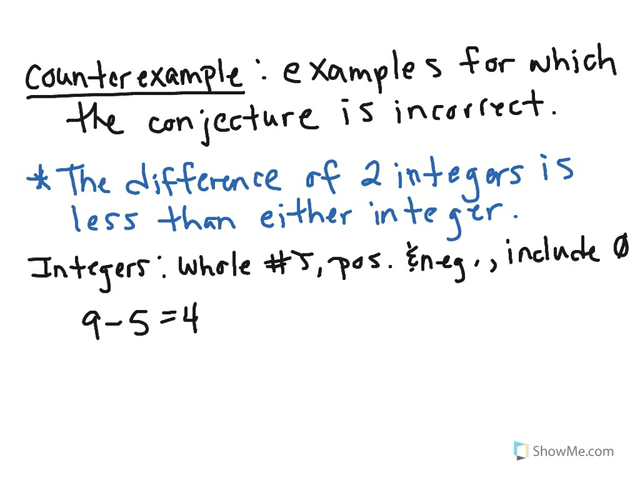 Counterexample: examples for which
the conjecture is incorrect.
* The difference of 2 integers is
less than either integer.
Integers: Whole #s, pos. & neg., include 0
9-5=4
ShowMe.com